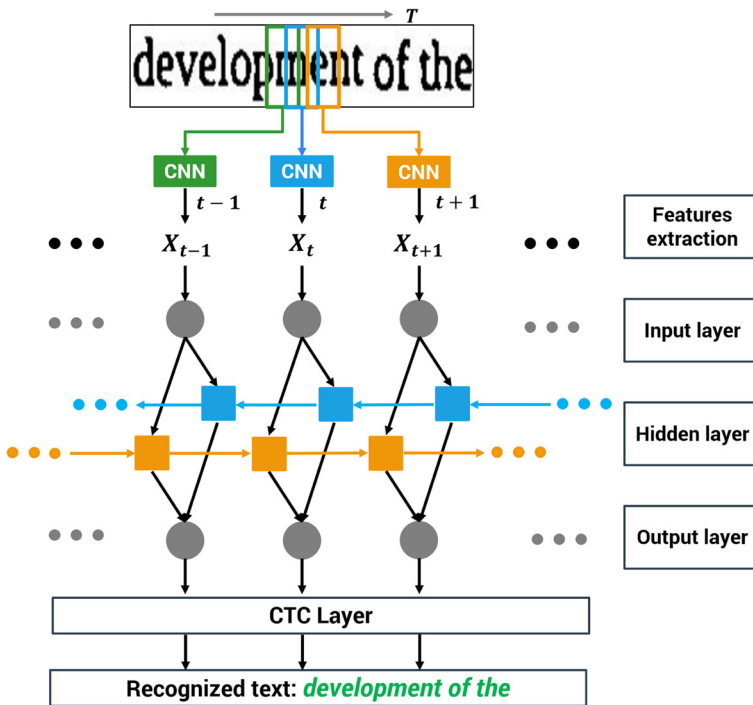 T
development of the
CNN CNN CNN
t − 1 t t + 1
Features
extraction
X_{t−1} X_t X_{t+1}
Input layer
Hidden layer
Output layer
CTC Layer
Recognized text: development of the